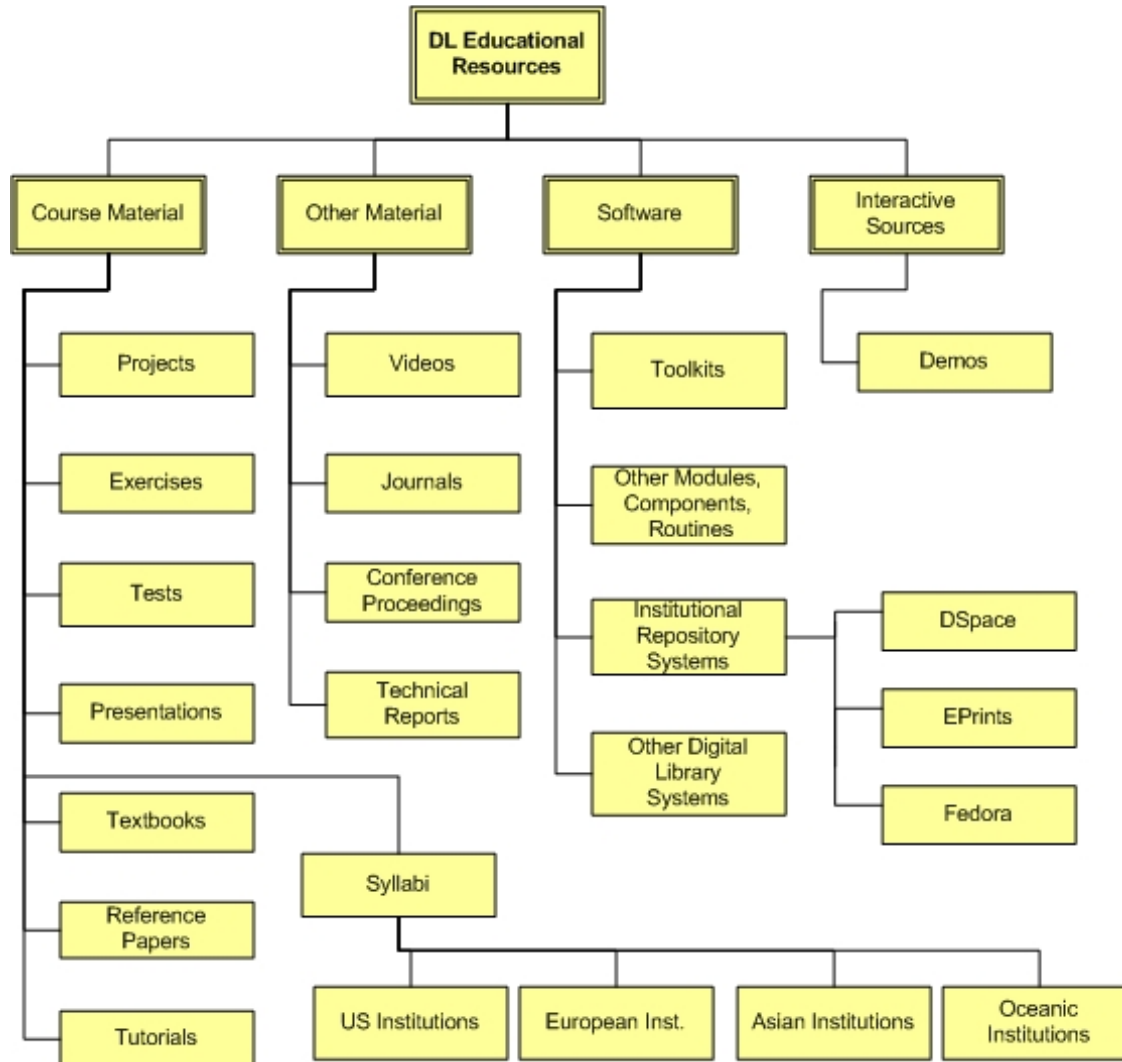 DL Educational
Resources
Course Material
Other Material
Software
Interactive
Sources
Projects
Videos
Toolkits
Demos
Exercises
Journals
Other Modules,
Components,
Routines
Tests
Conference
Proceedings
Institutional
Repository
Systems
DSpace
Presentations
Technical
Reports
EPrints
Other Digital
Library
Systems
Fedora
Textbooks
Syllabi
Reference
Papers
Tutorials
US Institutions
European Inst.
Asian Institutions
Oceanic
Institutions